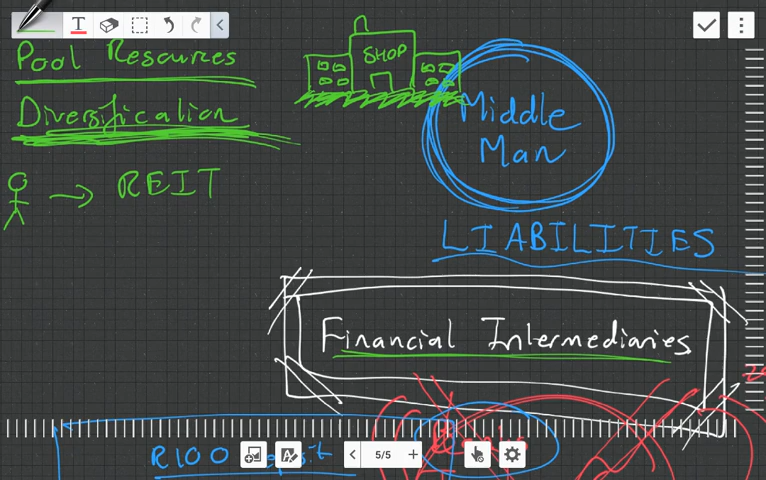 T
Pool Resources
SHOP
Diversification
Middle
Man
REIT
LIABILITIES
Financial Intermediaries
R100
5/5